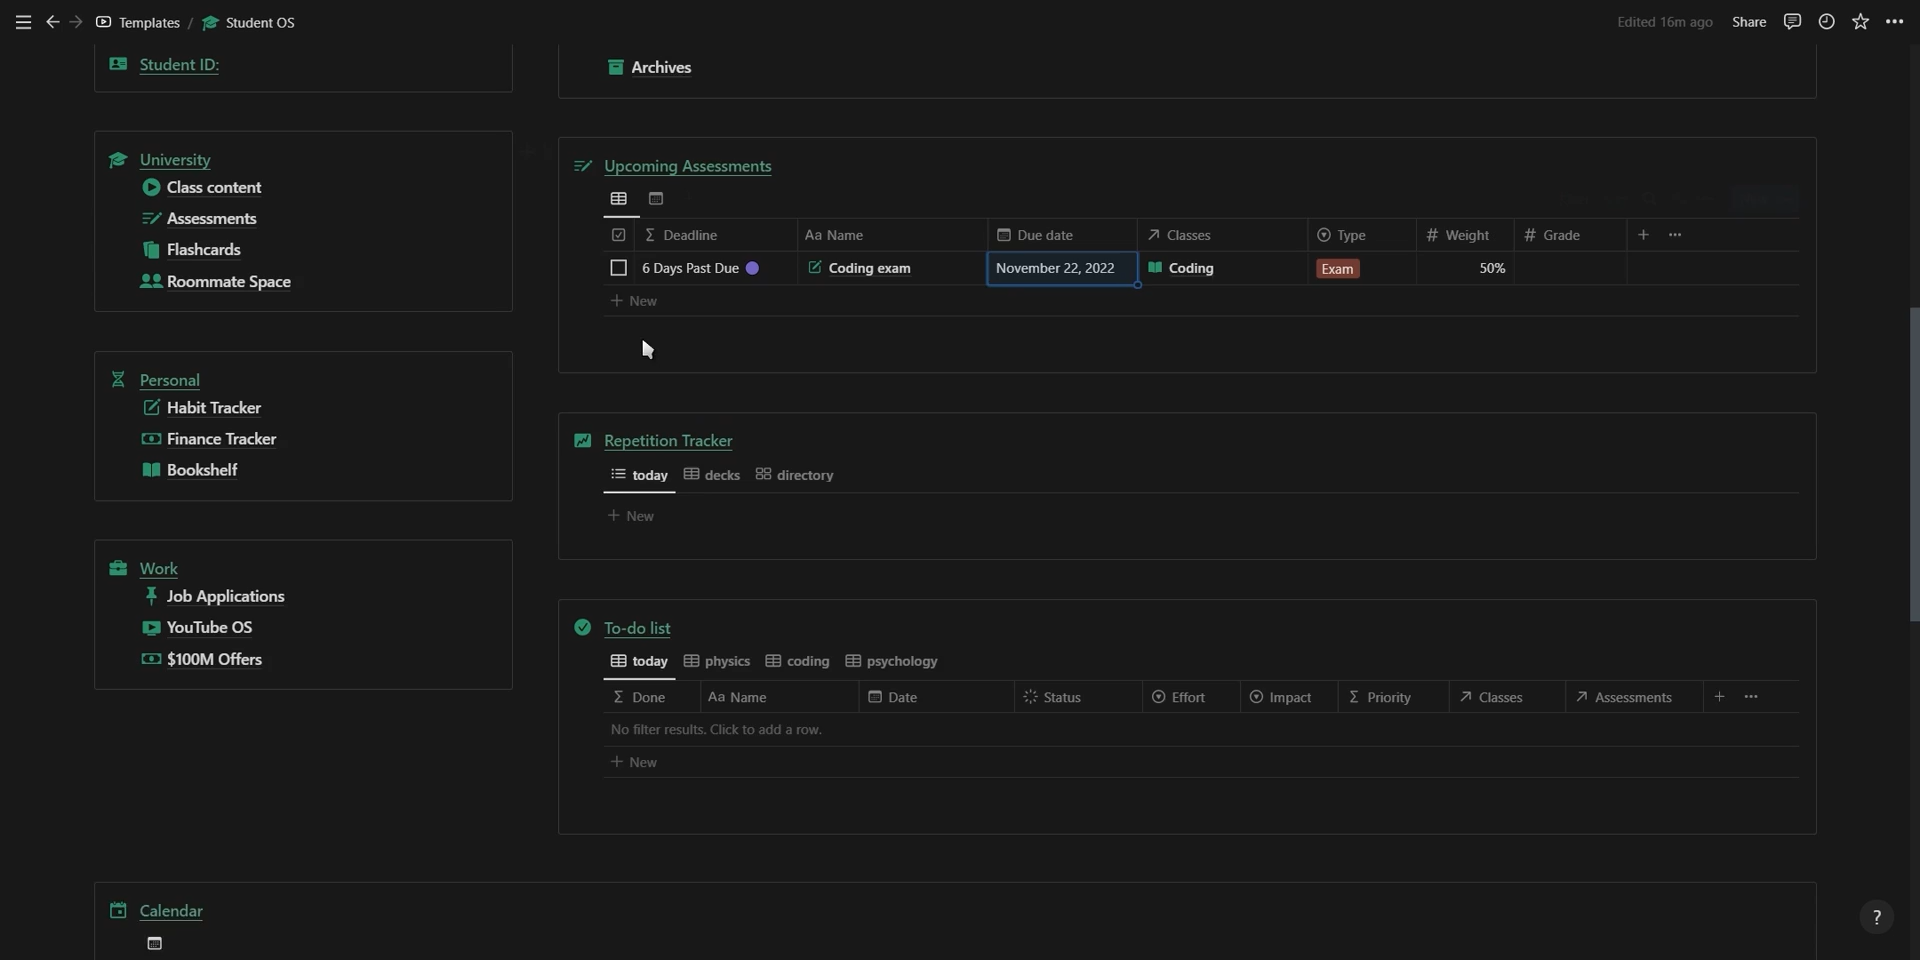 Templates / Student OS
Edited 16m ago Share
Student ID:
University
Class content
Assessments
Flashcards
Roommate Space
Personal
Habit Tracker
Finance Tracker
Bookshelf
Work
Job Applications
YouTube OS
$100M Offers
Archives
Upcoming Assessments
Σ Deadline Aa Name Due date Classes Type # Weight # Grade + ...
6 Days Past Due Coding exam November 22, 2022 Coding Exam 50%
+ New
Repetition Tracker
today decks directory
+ New
To-do list
today physics coding psychology
Σ Done Aa Name Date Status Effort Impact Σ Priority Classes Assessments + ...
No filter results. Click to add a row.
+ New
Calendar
?